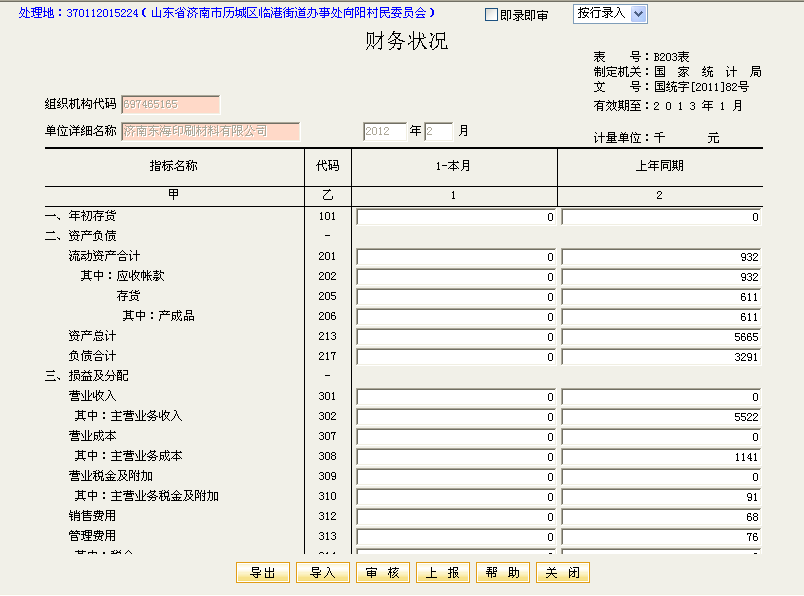 处理地：370112015224（山东省济南市历城区临港街道办事处向阳村民委员会） 即录即审 按行录入
财务状况
表 号：B203表
制定机关：国 家 统 计 局
文 号：国统字[2011]82号
有效期至：2 0 1 3 年 1 月
组织机构代码 697465165
单位详细名称 济南东海印刷材料有限公司 2012 年 2 月
计量单位：千 元
指标名称 代码 1-本月 上年同期
甲 乙 1 2
一、年初存货 101 0 0
二、资产负债 -
流动资产合计 201 0 932
其中：应收帐款 202 0 932
存货 205 0 611
其中：产成品 206 0 611
资产总计 213 0 5665
负债合计 217 0 3291
三、损益及分配 -
营业收入 301 0 0
其中：主营业务收入 302 0 5522
营业成本 307 0 0
其中：主营业务成本 308 0 1141
营业税金及附加 309 0 0
其中：主营业务税金及附加 310 0 91
销售费用 312 0 68
管理费用 313 0 76
导出 导入 审 核 上 报 帮 助 关 闭